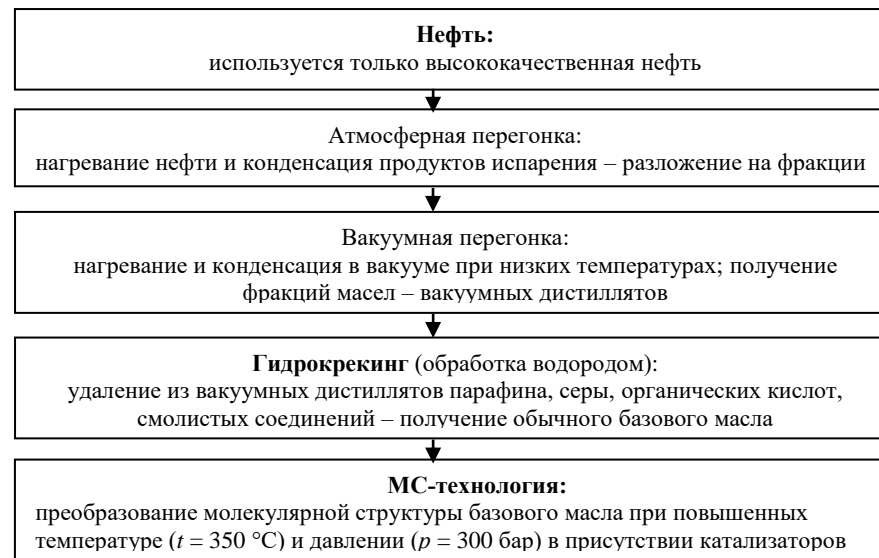 Нефть:
используется только высококачественная нефть
Атмосферная перегонка:
нагревание нефти и конденсация продуктов испарения – разложение на фракции
Вакуумная перегонка:
нагревание и конденсация в вакууме при низких температурах; получение
фракций масел – вакуумных дистиллятов
Гидрокрекинг (обработка водородом):
удаление из вакуумных дистиллятов парафина, серы, органических кислот,
смолистых соединений – получение обычного базового масла
МС-технология:
преобразование молекулярной структуры базового масла при повышенных
температуре (t = 350 °С) и давлении (p = 300 бар) в присутствии катализаторов